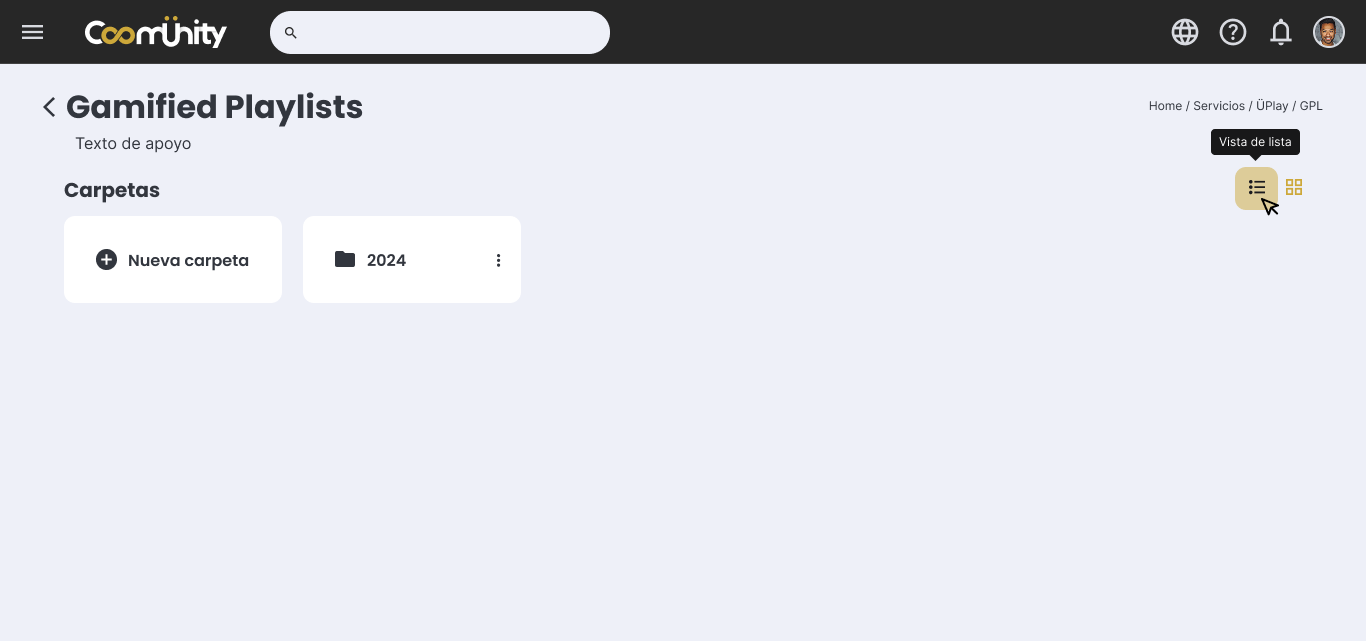 CoomÜnity
Gamified Playlists
Home / Servicios / ÜPlay / GPL
Texto de apoyo
Vista de lista
Carpetas
Nueva carpeta
2024